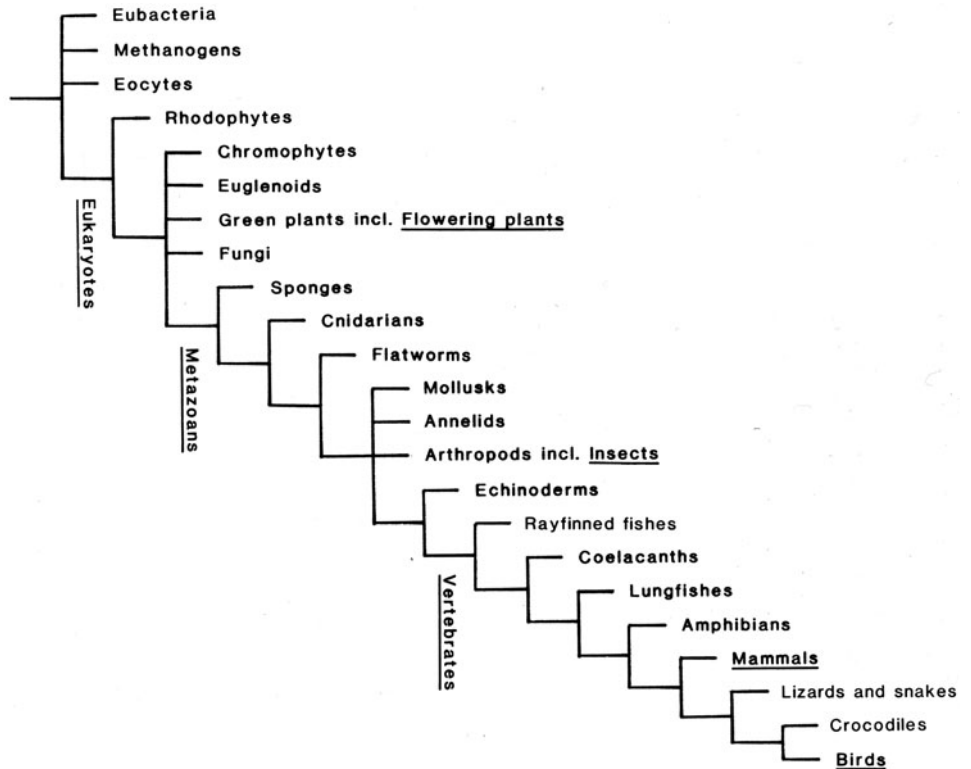 Eubacteria
Methanogens
Eocytes
Rhodophytes
Chromophytes
Euglenoids
Green plants incl. Flowering plants
Fungi
Eukaryotes
Sponges
Cnidarians
Flatworms
Metazoans
Mollusks
Annelids
Arthropods incl. Insects
Echinoderms
Rayfinned fishes
Coelacanths
Lungfishes
Vertebrates
Amphibians
Mammals
Lizards and snakes
Crocodiles
Birds